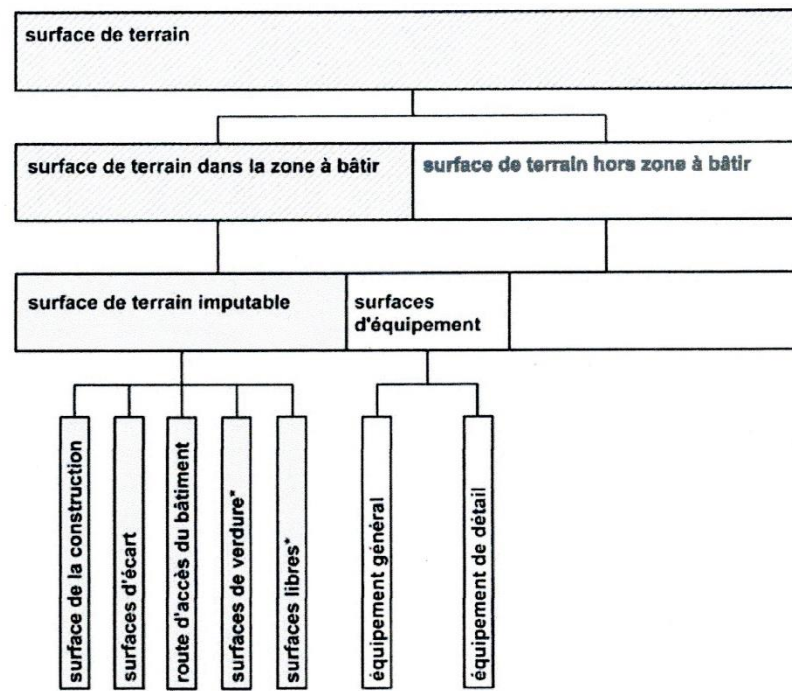 surface de terrain
surface de terrain dans la zone à bâtir
surface de terrain hors zone à bâtir
surface de terrain imputable
surfaces
d'équipement
surface de la construction
surfaces d'écart
route d'accès du bâtiment
surfaces de verdure*
surfaces libres*
équipement général
équipement de détail